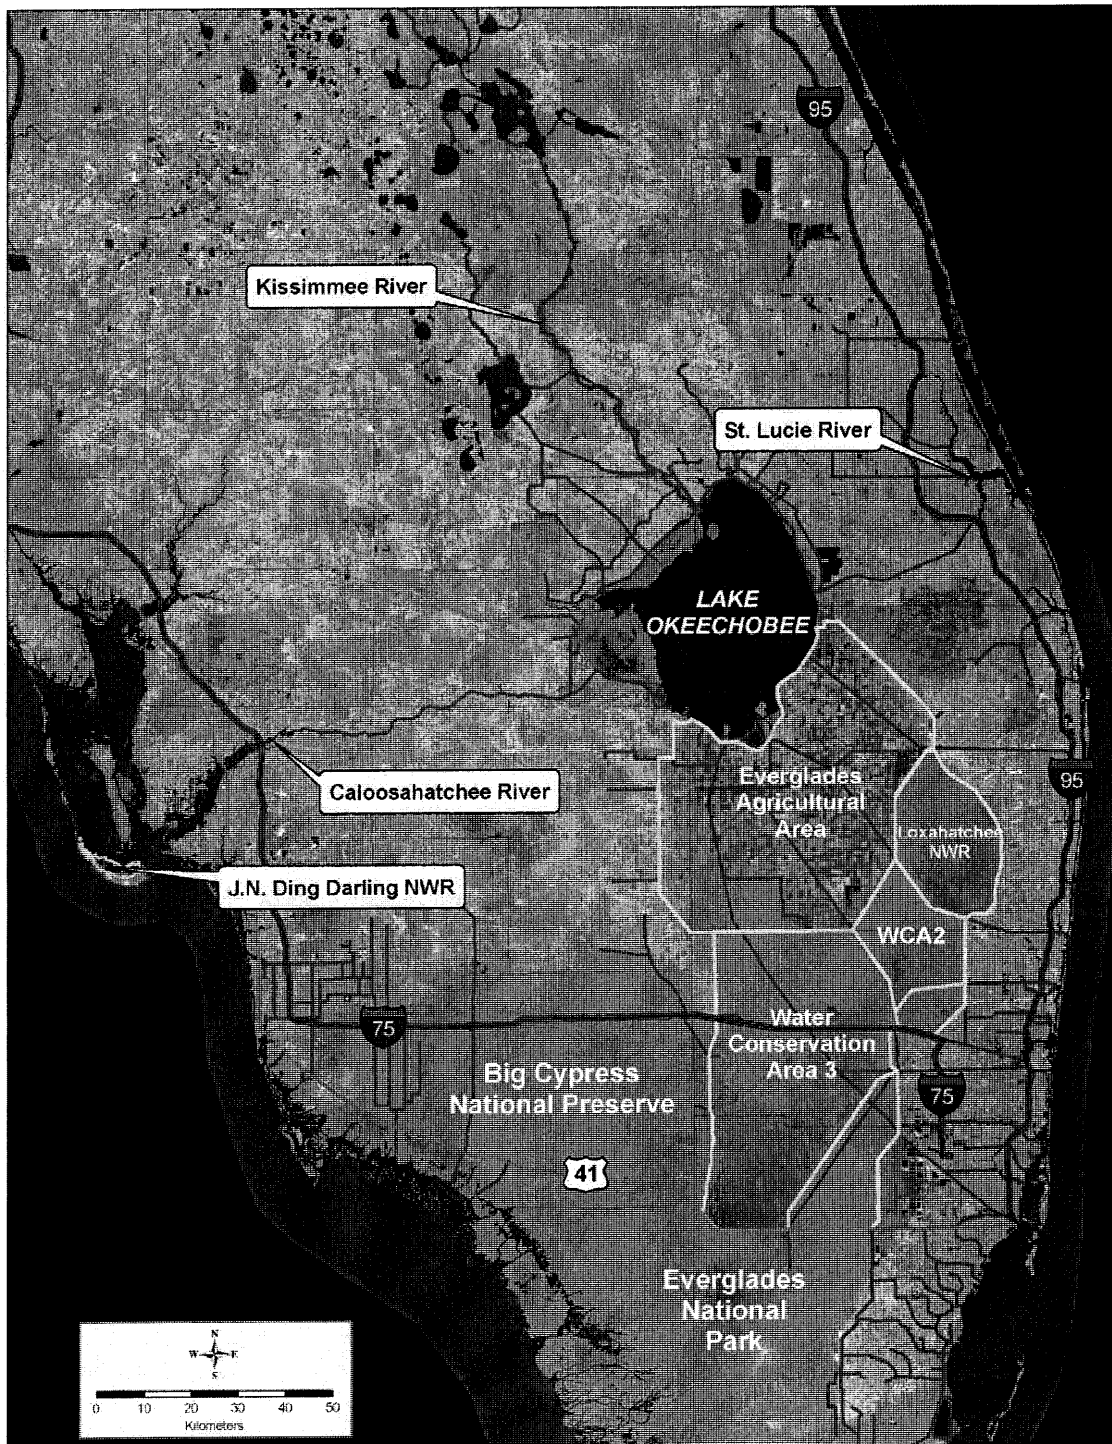 95
Kissimmee River
St. Lucie River
LAKE
OKEECHOBEE
Caloosahatchee River
Everglades
Agricultural
Area
95
Loxahatchee
NWR
J.N. Ding Darling NWR
WCA2
75
Water
Conservation
Area 3
Big Cypress
National Preserve
75
41
Everglades
National
Park
N
W E
S
0 10 20 30 40 50
Kilometers